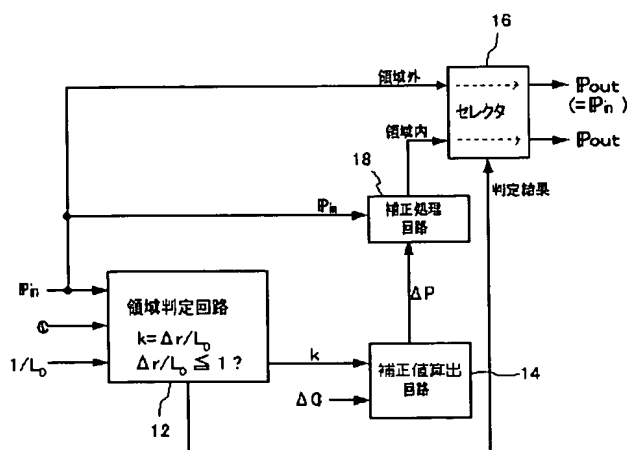 16
領域外
セレクタ
ℙout
(=ℙin)
領域内
ℙout
18
判定結果
ℙin
補正処理
回路
ΔP
ℙin
領域判定回路
k=Δr/L₀
Δr/L₀ ≦ 1 ?
ℂ
1/L₀
k
補正値算出
回路
14
Δℂ
12